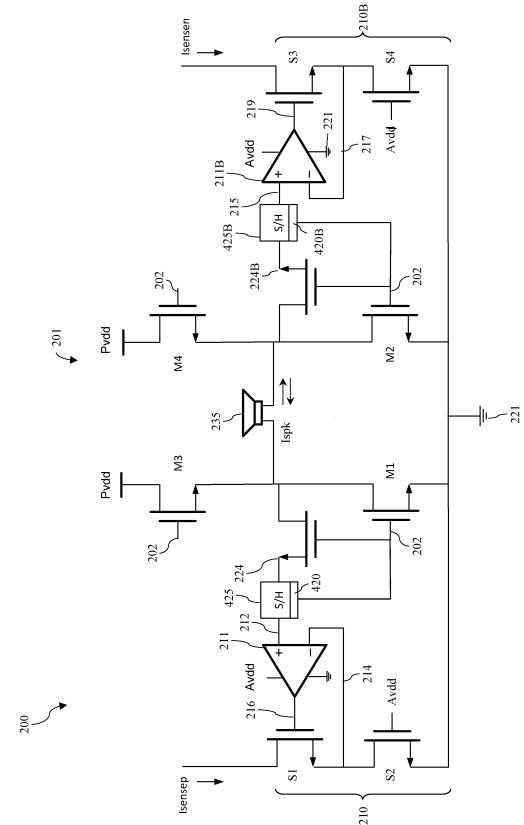 200
201
Isensep
Isensen
Pvdd
Pvdd
202
202
M3
M4
235
Ispk
210
210B
S1
S2
S3
S4
Avdd
Avdd
Avdd
Avdd
216
211
212
425
S/H
420
224
214
+
−
202
M1
M2
202
224B
425B
S/H
420B
215
211B
+
−
219
221
217
221